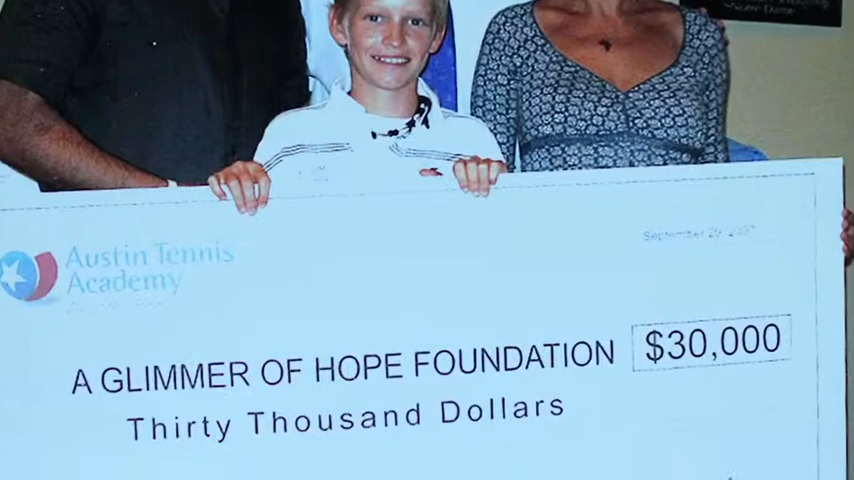 Austin Tennis
Academy
A GLIMMER OF HOPE FOUNDATION $30,000
Thirty Thousand Dollars